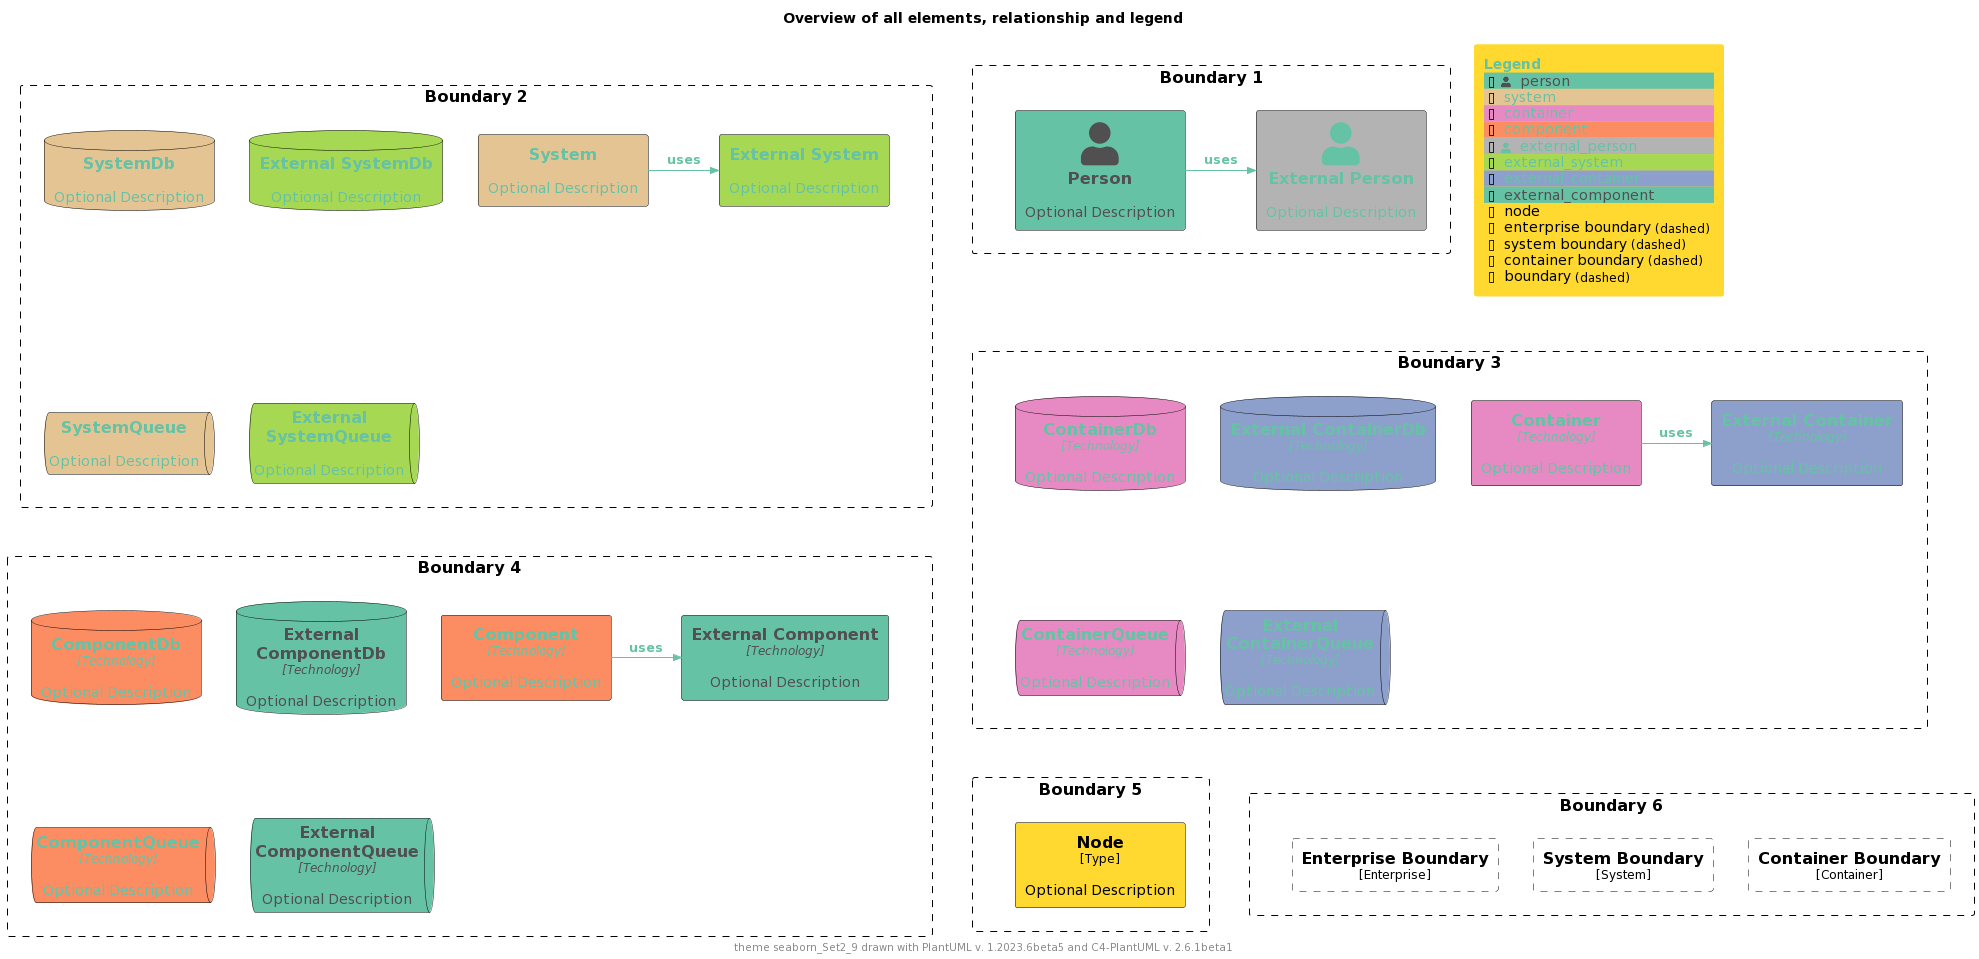 Overview of all elements, relationship and legend
Boundary 2
SystemDb
Optional Description
External SystemDb
Optional Description
System
Optional Description
uses
External System
Optional Description
SystemQueue
Optional Description
External
SystemQueue
Optional Description
Boundary 1
Person
Optional Description
uses
External Person
Optional Description
Legend
person
system
container
component
external_person
external_system
external_container
external_component
node
enterprise boundary (dashed)
system boundary (dashed)
container boundary (dashed)
boundary (dashed)
Boundary 3
ContainerDb
[Technology]
Optional Description
External ContainerDb
[Technology]
Optional Description
Container
[Technology]
Optional Description
uses
External Container
[Technology]
Optional Description
ContainerQueue
[Technology]
Optional Description
External
ContainerQueue
[Technology]
Optional Description
Boundary 4
ComponentDb
[Technology]
Optional Description
External
ComponentDb
[Technology]
Optional Description
Component
[Technology]
Optional Description
uses
External Component
[Technology]
Optional Description
ComponentQueue
[Technology]
Optional Description
External
ComponentQueue
[Technology]
Optional Description
Boundary 5
Node
[Type]
Optional Description
Boundary 6
Enterprise Boundary
[Enterprise]
System Boundary
[System]
Container Boundary
[Container]
theme seaborn_Set2_9 drawn with PlantUML v. 1.2023.6beta5 and C4-PlantUML v. 2.6.1beta1